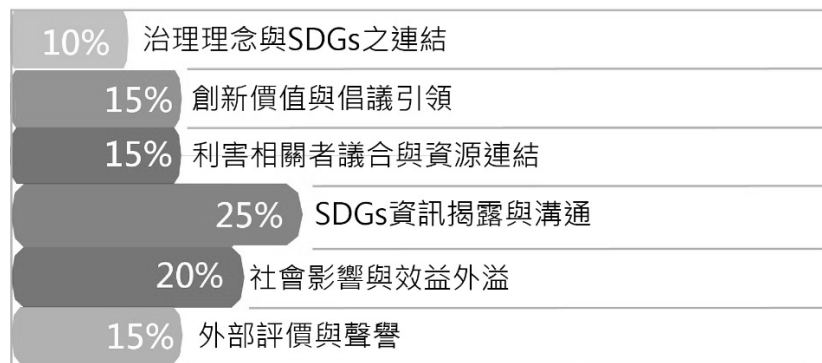 10% 治理理念與SDGs之連結
15% 創新價值與倡議引領
15% 利害相關者議合與資源連結
25% SDGs資訊揭露與溝通
20% 社會影響與效益外溢
15% 外部評價與聲譽